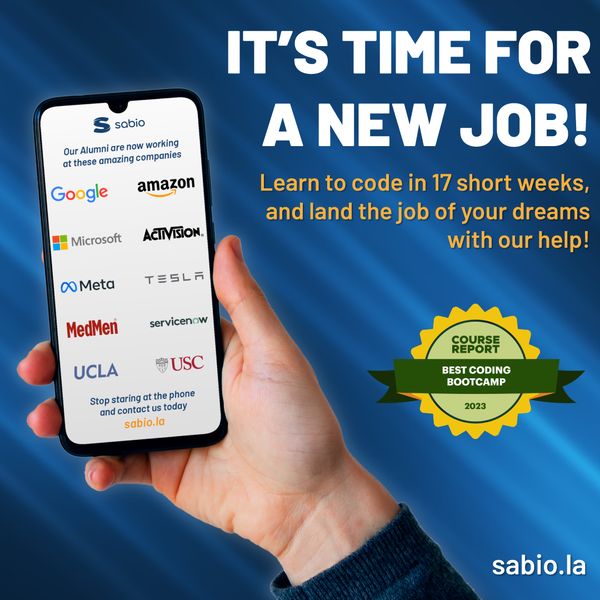 IT'S TIME FOR
A NEW JOB!
Learn to code in 17 short weeks,
and land the job of your dreams
with our help!
sabio
Our Alumni are now working
at these amazing companies
Google
amazon
Microsoft
ACTIVISION.
Meta
TESLA
MedMen
servicenow
UCLA
USC
Stop staring at the phone
and contact us today
sabio.la
COURSE
REPORT
BEST CODING
BOOTCAMP
2023
sabio.la